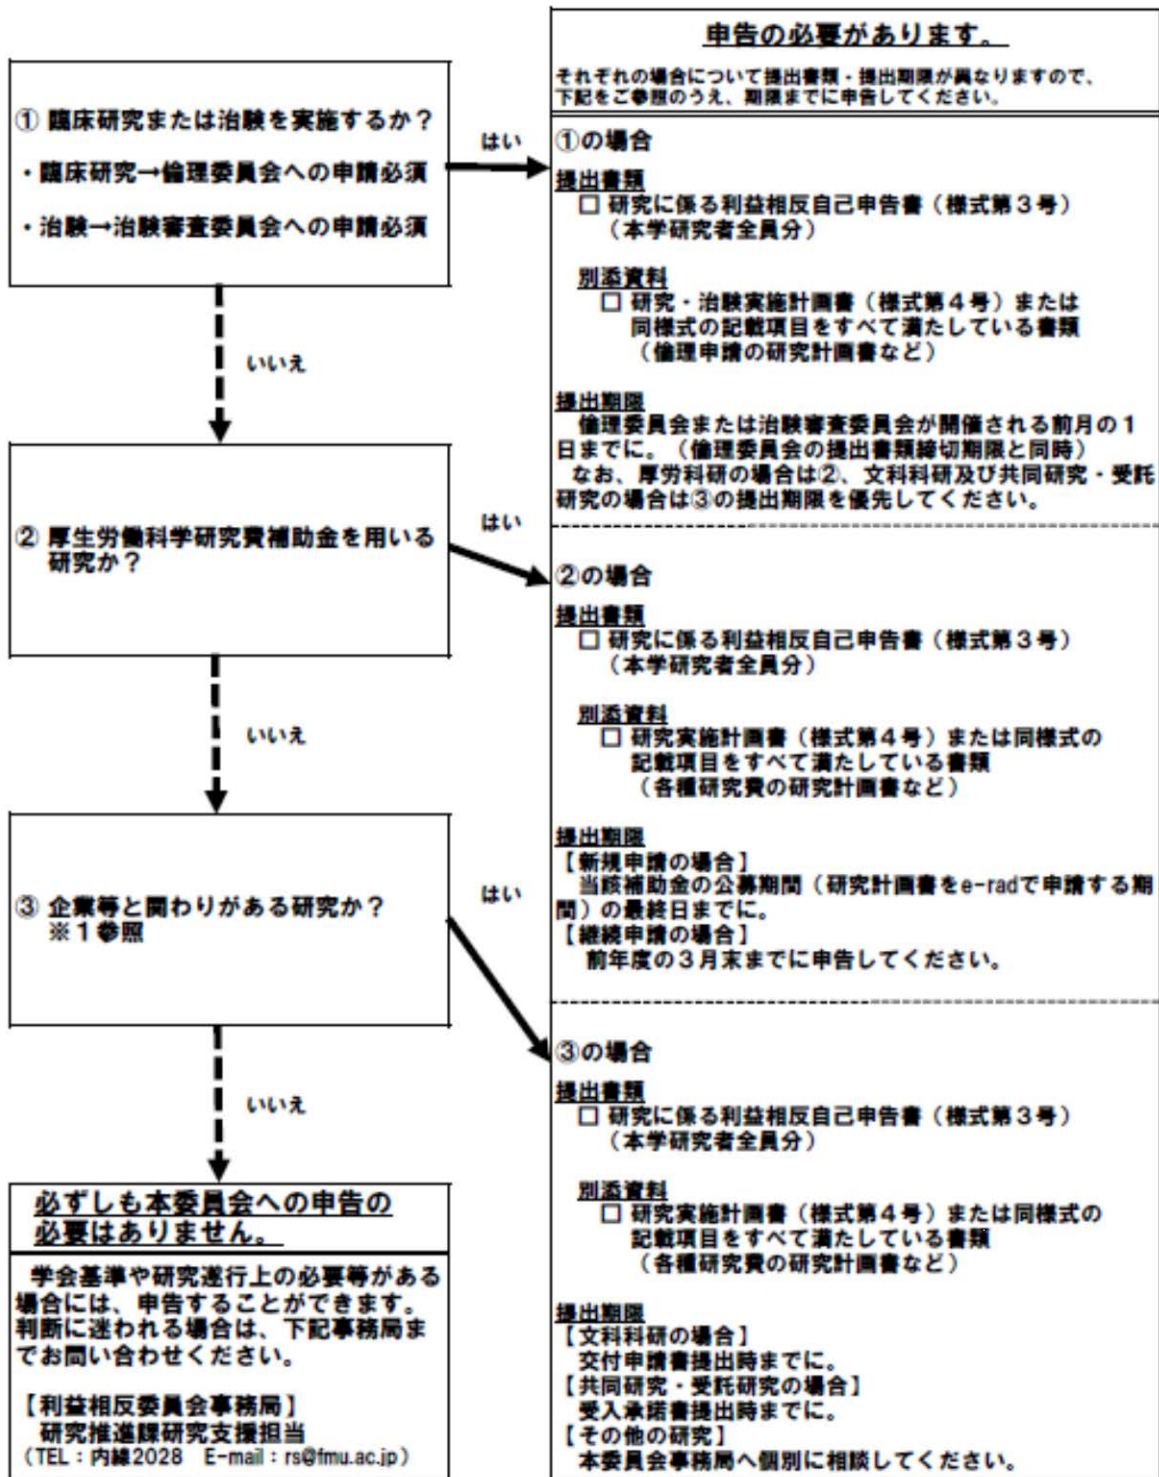 ① 臨床研究または治験を実施するか？
・臨床研究→倫理委員会への申請必須
・治験→治験審査委員会への申請必須
はい
いいえ
② 厚生労働科学研究費補助金を用いる
研究か？
はい
いいえ
③ 企業等と関わりがある研究か？
※１参照
はい
いいえ
必ずしも本委員会への申告の
必要はありません。
学会基準や研究遂行上の必要等がある
場合には、申告することができます。
判断に迷われる場合は、下記事務局ま
でお問い合わせください。
【利益相反委員会事務局】
研究推進課研究支援担当
（TEL：内線2028　E-mail：rs@fmu.ac.jp）
申告の必要があります。
それぞれの場合について提出書類・提出期限が異なりますので、
下記をご参照のうえ、期限までに申告してください。
①の場合
提出書類
□ 研究に係る利益相反自己申告書（様式第３号）
（本学研究者全員分）
別添資料
□ 研究・治験実施計画書（様式第４号）または
同様式の記載項目をすべて満たしている書類
（倫理申請の研究計画書など）
提出期限
倫理委員会または治験審査委員会が開催される前月の１
日までに。（倫理委員会の提出書類締切期限と同時）
なお、厚労科研の場合は②、文科科研及び共同研究・受託
研究の場合は③の提出期限を優先してください。
②の場合
提出書類
□ 研究に係る利益相反自己申告書（様式第３号）
（本学研究者全員分）
別添資料
□ 研究実施計画書（様式第４号）または同様式の
記載項目をすべて満たしている書類
（各種研究費の研究計画書など）
提出期限
【新規申請の場合】
当該補助金の公募期間（研究計画書をe-radで申請する期
間）の最終日までに。
【継続申請の場合】
前年度の３月末までに申告してください。
③の場合
提出書類
□ 研究に係る利益相反自己申告書（様式第３号）
（本学研究者全員分）
別添資料
□ 研究実施計画書（様式第４号）または同様式の
記載項目をすべて満たしている書類
（各種研究費の研究計画書など）
提出期限
【文科科研の場合】
交付申請書提出時までに。
【共同研究・受託研究の場合】
受入承諾書提出時までに。
【その他の研究】
本委員会事務局へ個別に相談してください。